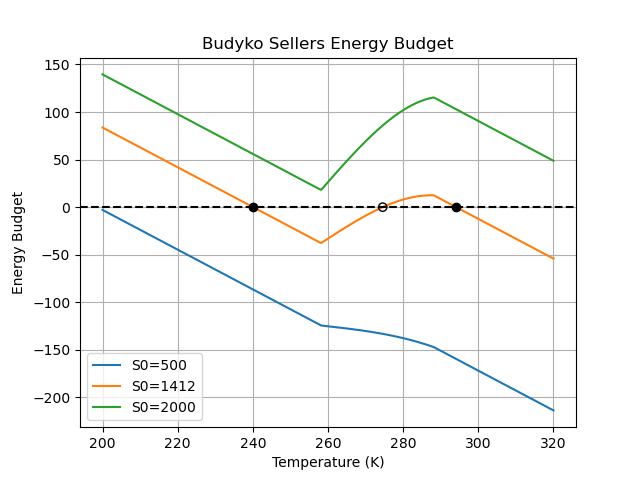 Budyko Sellers Energy Budget
150
100
50
0
−50
−100
−150
−200
Energy Budget
S0=500
S0=1412
S0=2000
200 220 240 260 280 300 320
Temperature (K)